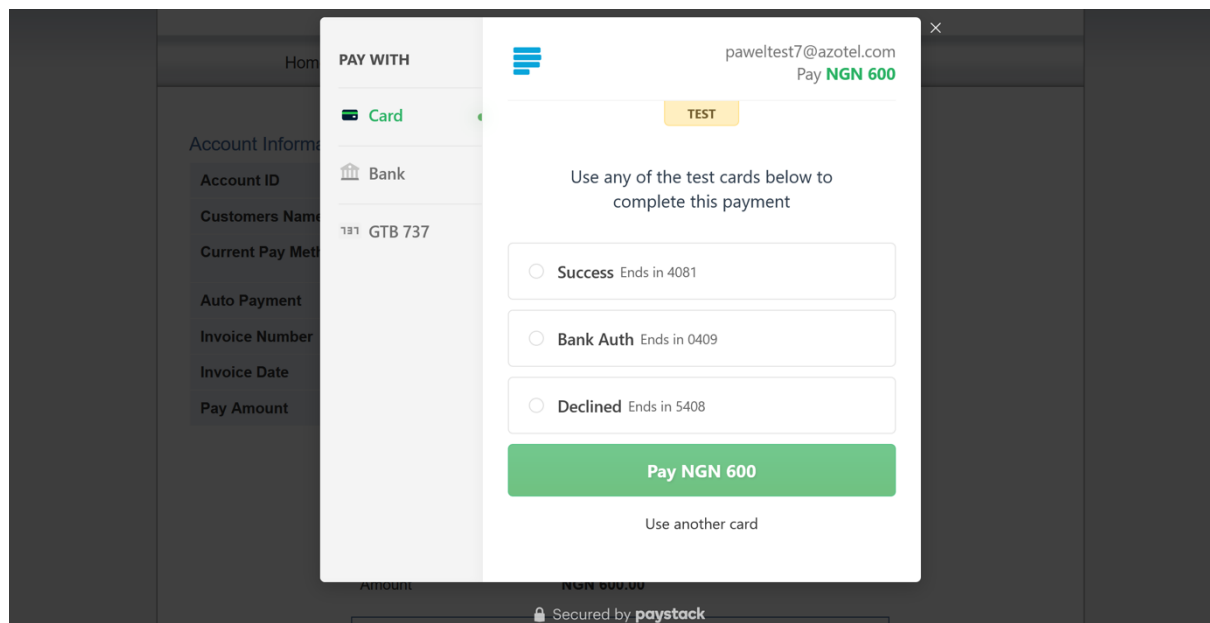 Hom
Account Informa
Account ID
Customers Name
Current Pay Meth
Auto Payment
Invoice Number
Invoice Date
Pay Amount
PAY WITH
Card
Bank
737 GTB 737
paweltest7@azotel.com
Pay NGN 600
TEST
Use any of the test cards below to
complete this payment
Success Ends in 4081
Bank Auth Ends in 0409
Declined Ends in 5408
Pay NGN 600
Use another card
Amount NGN 600.00
Secured by paystack